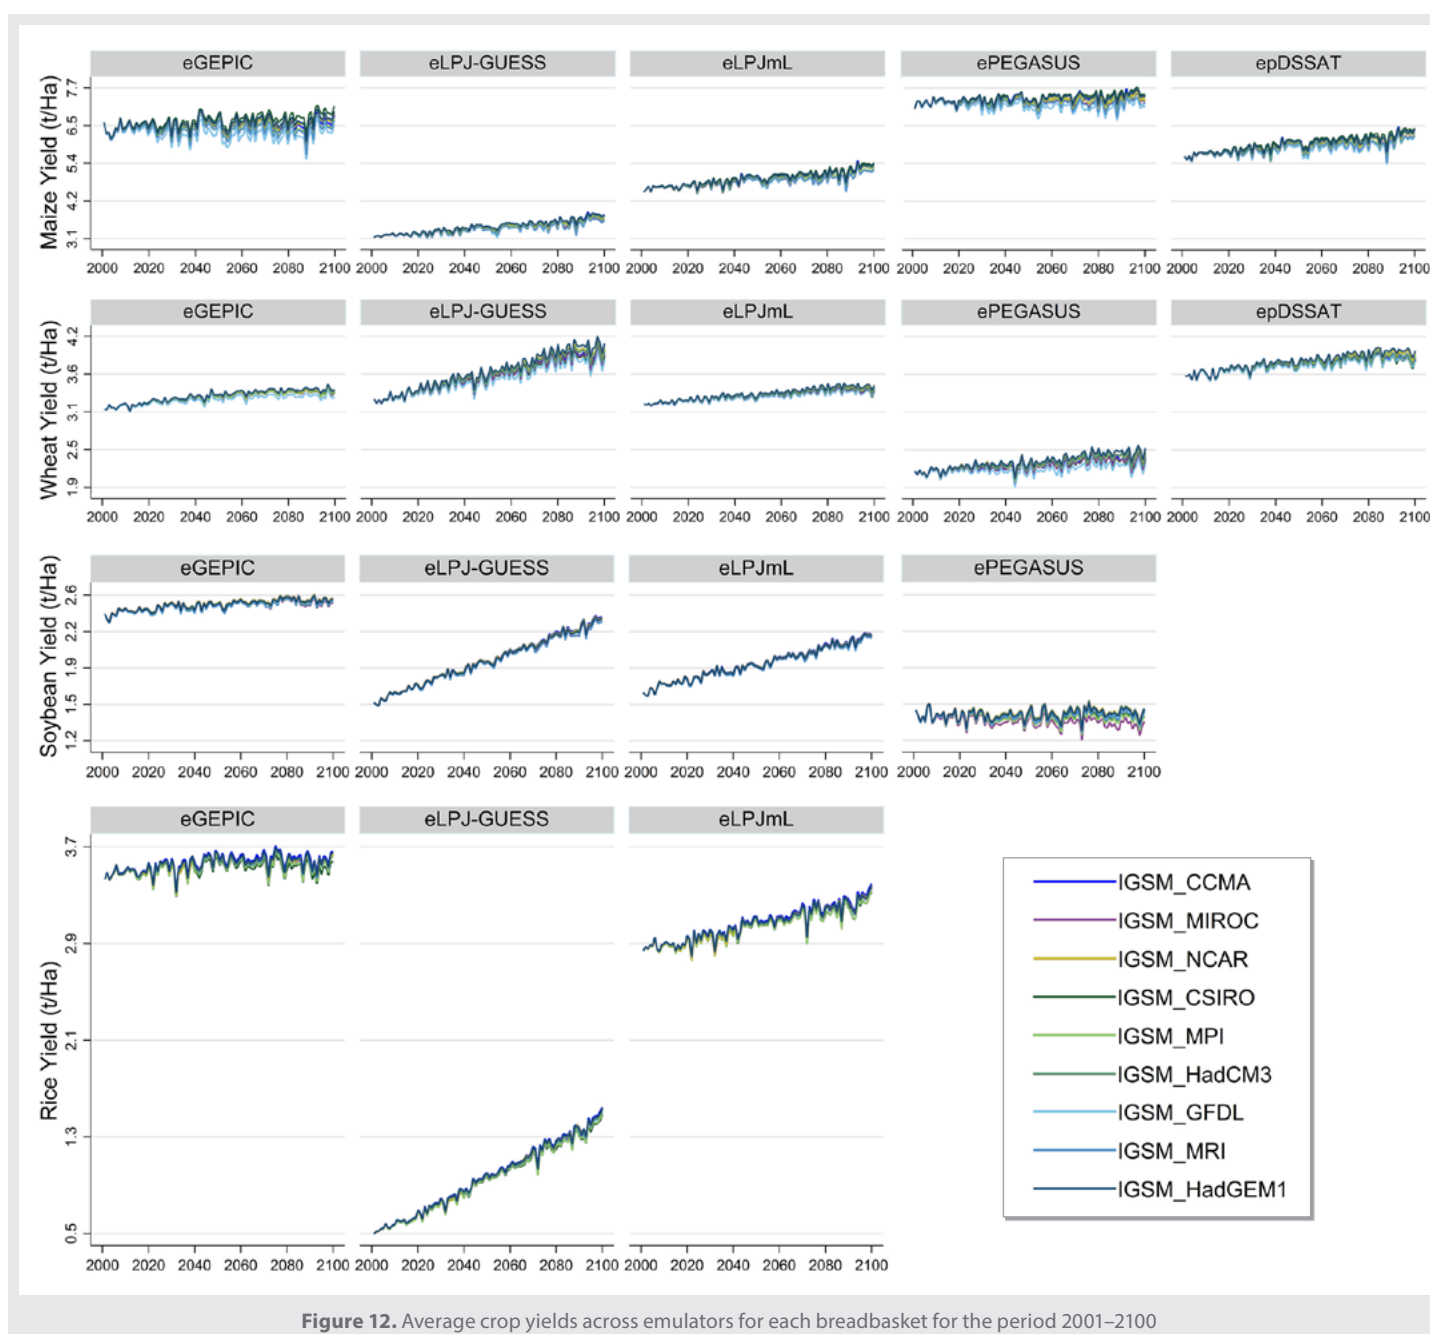 eGEPIC eLPJ-GUESS eLPJmL ePEGASUS epDSSAT
Maize Yield (t/Ha)
7.7
6.5
5.4
4.2
3.1
2000 2020 2040 2060 2080 2100 2000 2020 2040 2060 2080 2100 2000 2020 2040 2060 2080 2100 2000 2020 2040 2060 2080 2100 2000 2020 2040 2060 2080 2100
eGEPIC eLPJ-GUESS eLPJmL ePEGASUS epDSSAT
Wheat Yield (t/Ha)
4.2
3.6
3.1
2.5
1.9
2000 2020 2040 2060 2080 2100 2000 2020 2040 2060 2080 2100 2000 2020 2040 2060 2080 2100 2000 2020 2040 2060 2080 2100 2000 2020 2040 2060 2080 2100
eGEPIC eLPJ-GUESS eLPJmL ePEGASUS
Soybean Yield (t/Ha)
2.6
2.2
1.9
1.5
1.2
2000 2020 2040 2060 2080 2100 2000 2020 2040 2060 2080 2100 2000 2020 2040 2060 2080 2100 2000 2020 2040 2060 2080 2100
eGEPIC eLPJ-GUESS eLPJmL
Rice Yield (t/Ha)
3.7
2.9
2.1
1.3
0.5
2000 2020 2040 2060 2080 2100 2000 2020 2040 2060 2080 2100 2000 2020 2040 2060 2080 2100
IGSM_CCMA
IGSM_MIROC
IGSM_NCAR
IGSM_CSIRO
IGSM_MPI
IGSM_HadCM3
IGSM_GFDL
IGSM_MRI
IGSM_HadGEM1
Figure 12. Average crop yields across emulators for each breadbasket for the period 2001–2100